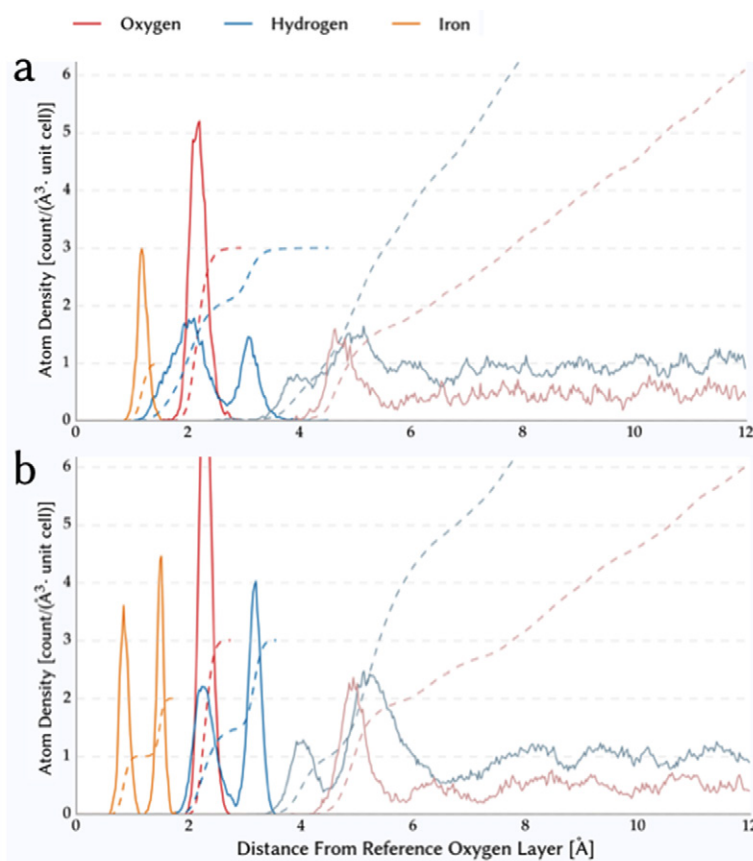 Oxygen Hydrogen Iron
a
Atom Density [count/(Å³· unit cell)]
6
5
4
3
2
1
0
0 2 4 6 8 10 12
b
Atom Density [count/(Å³· unit cell)]
6
5
4
3
2
1
0
0 2 4 6 8 10 12
Distance From Reference Oxygen Layer [Å]